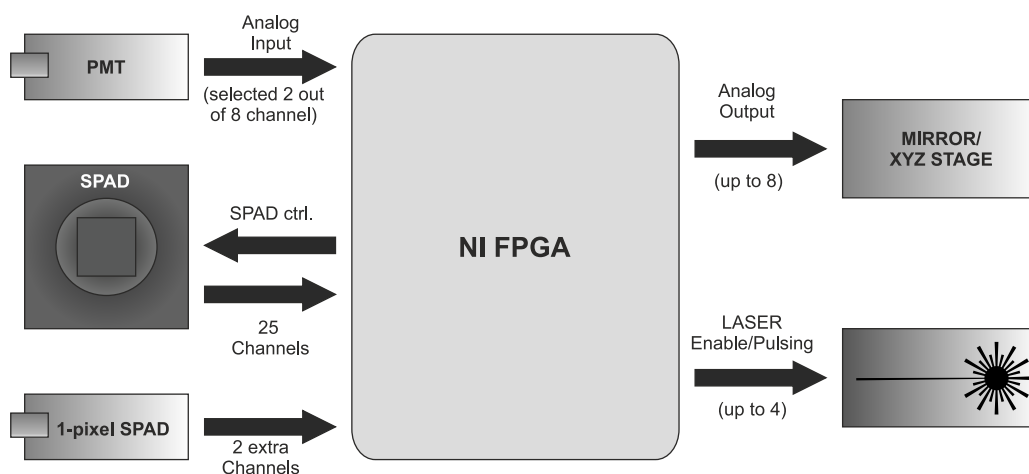 PMT
Analog
Input
(selected 2 out
of 8 channel)
SPAD
SPAD ctrl.
25
Channels
1-pixel SPAD
2 extra
Channels
NI FPGA
Analog
Output
(up to 8)
MIRROR/
XYZ STAGE
LASER
Enable/Pulsing
(up to 4)